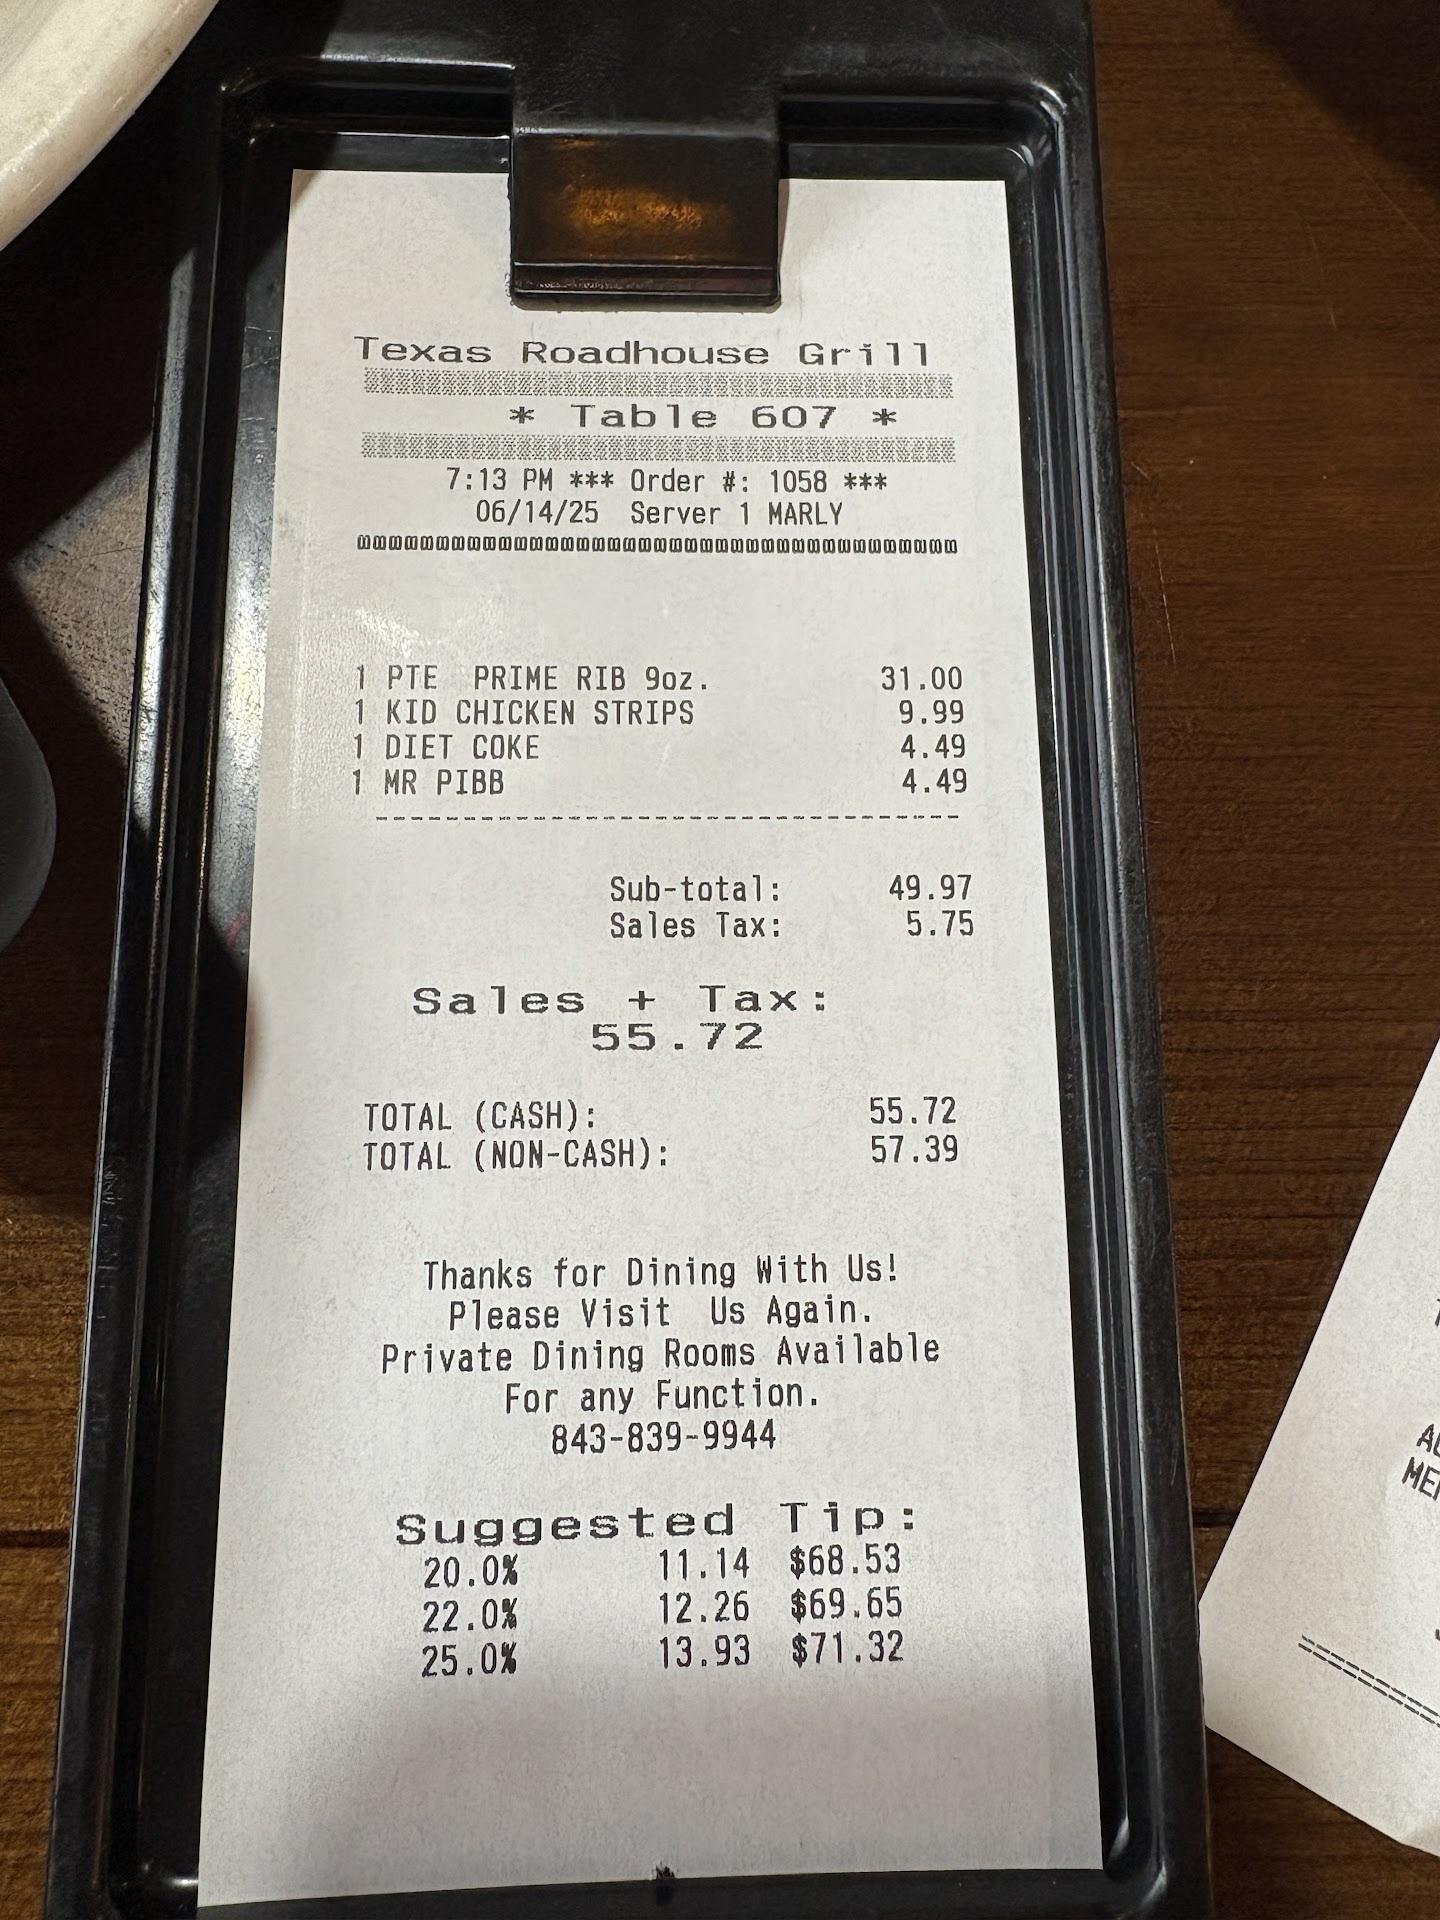 Texas Roadhouse Grill
* Table 607 *
7:13 PM *** Order #: 1058 ***
06/14/25 Server 1 MARLY
1 PTE PRIME RIB 9oz. 31.00
1 KID CHICKEN STRIPS 9.99
1 DIET COKE 4.49
1 MR PIBB 4.49
Sub-total: 49.97
Sales Tax: 5.75
Sales + Tax:
55.72
TOTAL (CASH): 55.72
TOTAL (NON-CASH): 57.39
Thanks for Dining With Us!
Please Visit Us Again.
Private Dining Rooms Available
For any Function.
843-839-9944
Suggested Tip:
20.0% 11.14 $68.53
22.0% 12.26 $69.65
25.0% 13.93 $71.32